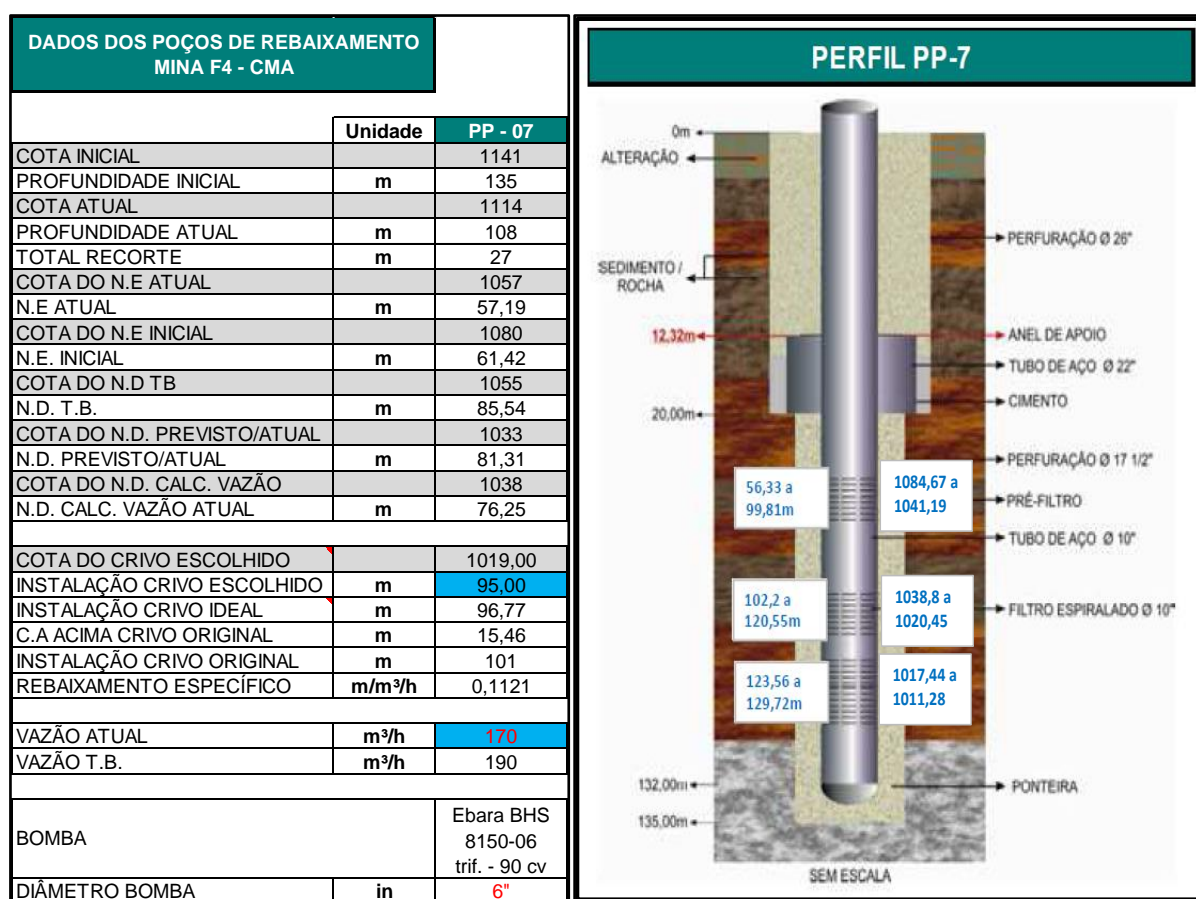 DADOS DOS POÇOS DE REBAIXAMENTO
MINA F4 - CMA
Unidade PP - 07
COTA INICIAL 1141
PROFUNDIDADE INICIAL m 135
COTA ATUAL 1114
PROFUNDIDADE ATUAL m 108
TOTAL RECORTE m 27
COTA DO N.E ATUAL 1057
N.E ATUAL m 57,19
COTA DO N.E INICIAL 1080
N.E. INICIAL m 61,42
COTA DO N.D TB 1055
N.D. T.B. m 85,54
COTA DO N.D. PREVISTO/ATUAL 1033
N.D. PREVISTO/ATUAL m 81,31
COTA DO N.D. CALC. VAZÃO 1038
N.D. CALC. VAZÃO ATUAL m 76,25
COTA DO CRIVO ESCOLHIDO 1019,00
INSTALAÇÃO CRIVO ESCOLHIDO m 95,00
INSTALAÇÃO CRIVO IDEAL m 96,77
C.A ACIMA CRIVO ORIGINAL m 15,46
INSTALAÇÃO CRIVO ORIGINAL m 101
REBAIXAMENTO ESPECÍFICO m/m³/h 0,1121
VAZÃO ATUAL m³/h 170
VAZÃO T.B. m³/h 190
BOMBA Ebara BHS
8150-06
trif. - 90 cv
DIÂMETRO BOMBA in 6"
PERFIL PP-7
0m
ALTERAÇÃO
PERFURAÇÃO Ø 26"
SEDIMENTO /
ROCHA
12,32m
ANEL DE APOIO
TUBO DE AÇO Ø 22"
CIMENTO
20,00m
PERFURAÇÃO Ø 17 1/2"
56,33 a
99,81m
1084,67 a
1041,19
PRÉ-FILTRO
TUBO DE AÇO Ø 10"
102,2 a
120,55m
1038,8 a
1020,45
FILTRO ESPIRALADO Ø 10"
123,56 a
129,72m
1017,44 a
1011,28
132,00m
PONTEIRA
135,00m
SEM ESCALA